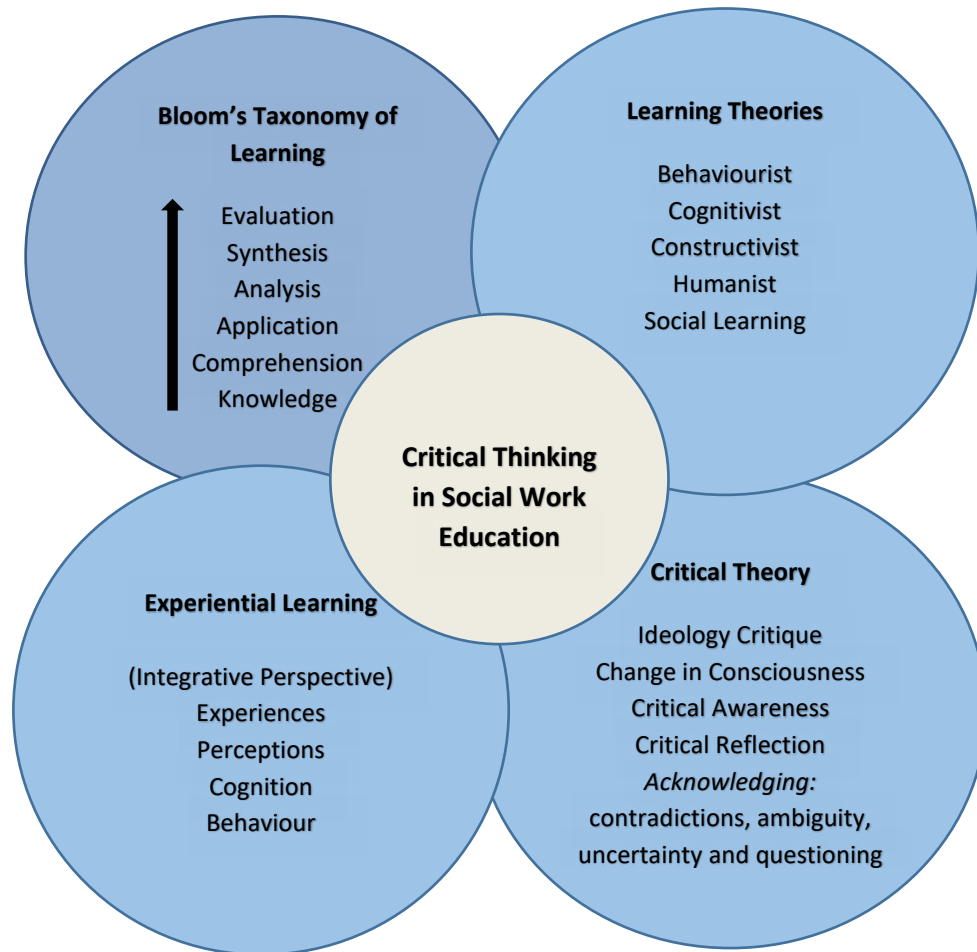 Bloom’s Taxonomy of
Learning
Evaluation
Synthesis
Analysis
Application
Comprehension
Knowledge
Learning Theories
Behaviourist
Cognitivist
Constructivist
Humanist
Social Learning
Critical Thinking
in Social Work
Education
Experiential Learning
(Integrative Perspective)
Experiences
Perceptions
Cognition
Behaviour
Critical Theory
Ideology Critique
Change in Consciousness
Critical Awareness
Critical Reflection
Acknowledging:
contradictions, ambiguity,
uncertainty and questioning